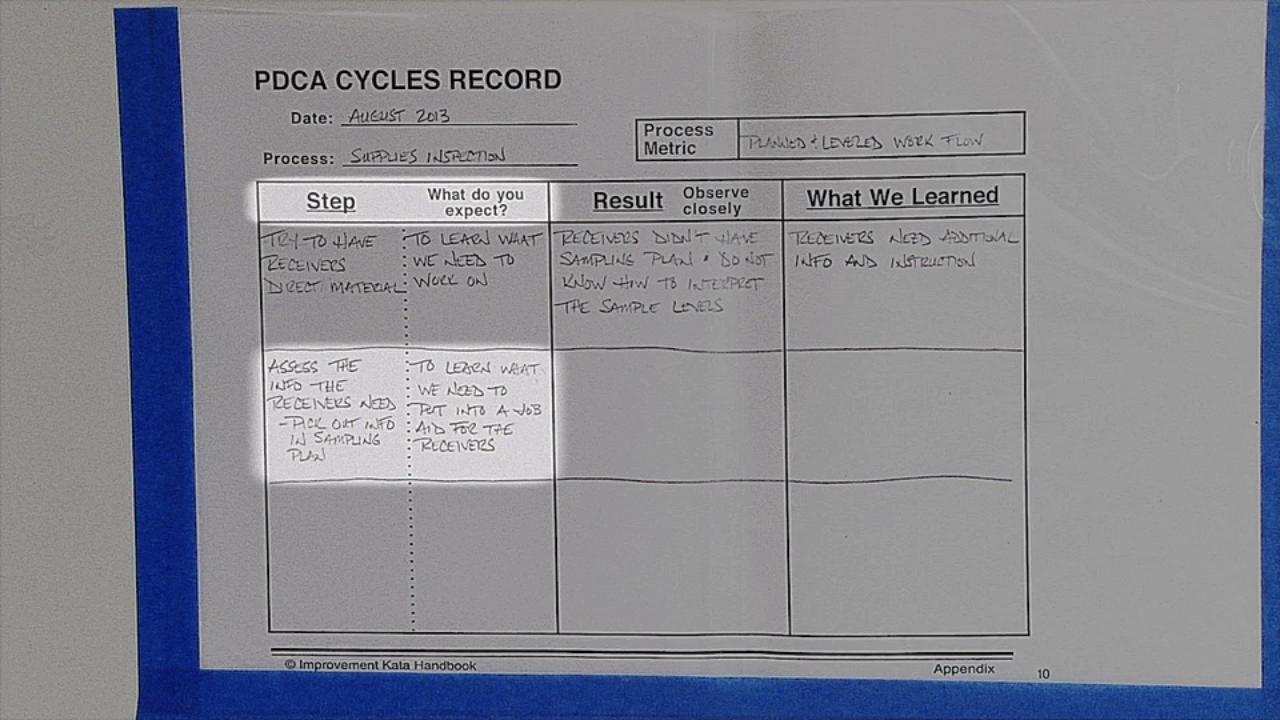 PDCA CYCLES RECORD
Date: AUGUST 2013
Process: SUPPLIES INSPECTION
Process Metric
PLANNED & LEVELED WORK FLOW
Step
What do you
expect?
Result
Observe
closely
What We Learned
TRY TO HAVE
RECEIVERS
DIRECT MATERIAL
TO LEARN WHAT
WE NEED TO
WORK ON
RECEIVERS DIDN'T HAVE
SAMPLING PLAN & DO NOT
KNOW HOW TO INTERPRET
THE SAMPLE LEVELS
RECEIVERS NEED ADDITIONAL
INFO AND INSTRUCTION
ASSESS THE
INFO THE
RECEIVERS NEED
- PICK OUT INFO
IN SAMPLING
PLAN
TO LEARN WHAT
WE NEED TO
PUT INTO A JOB
AID FOR THE
RECEIVERS
© Improvement Kata Handbook
Appendix
10